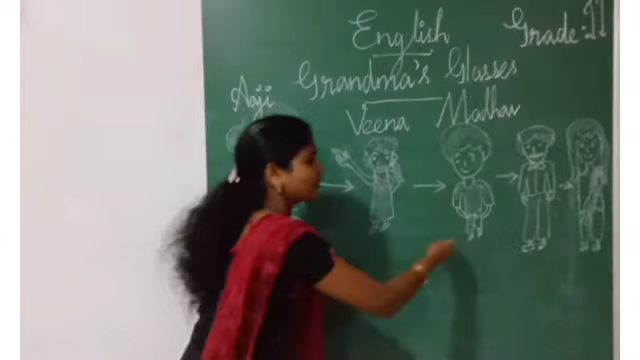 English
Grade: II
Grandma's Glasses
Aaji
Veena
Madhav